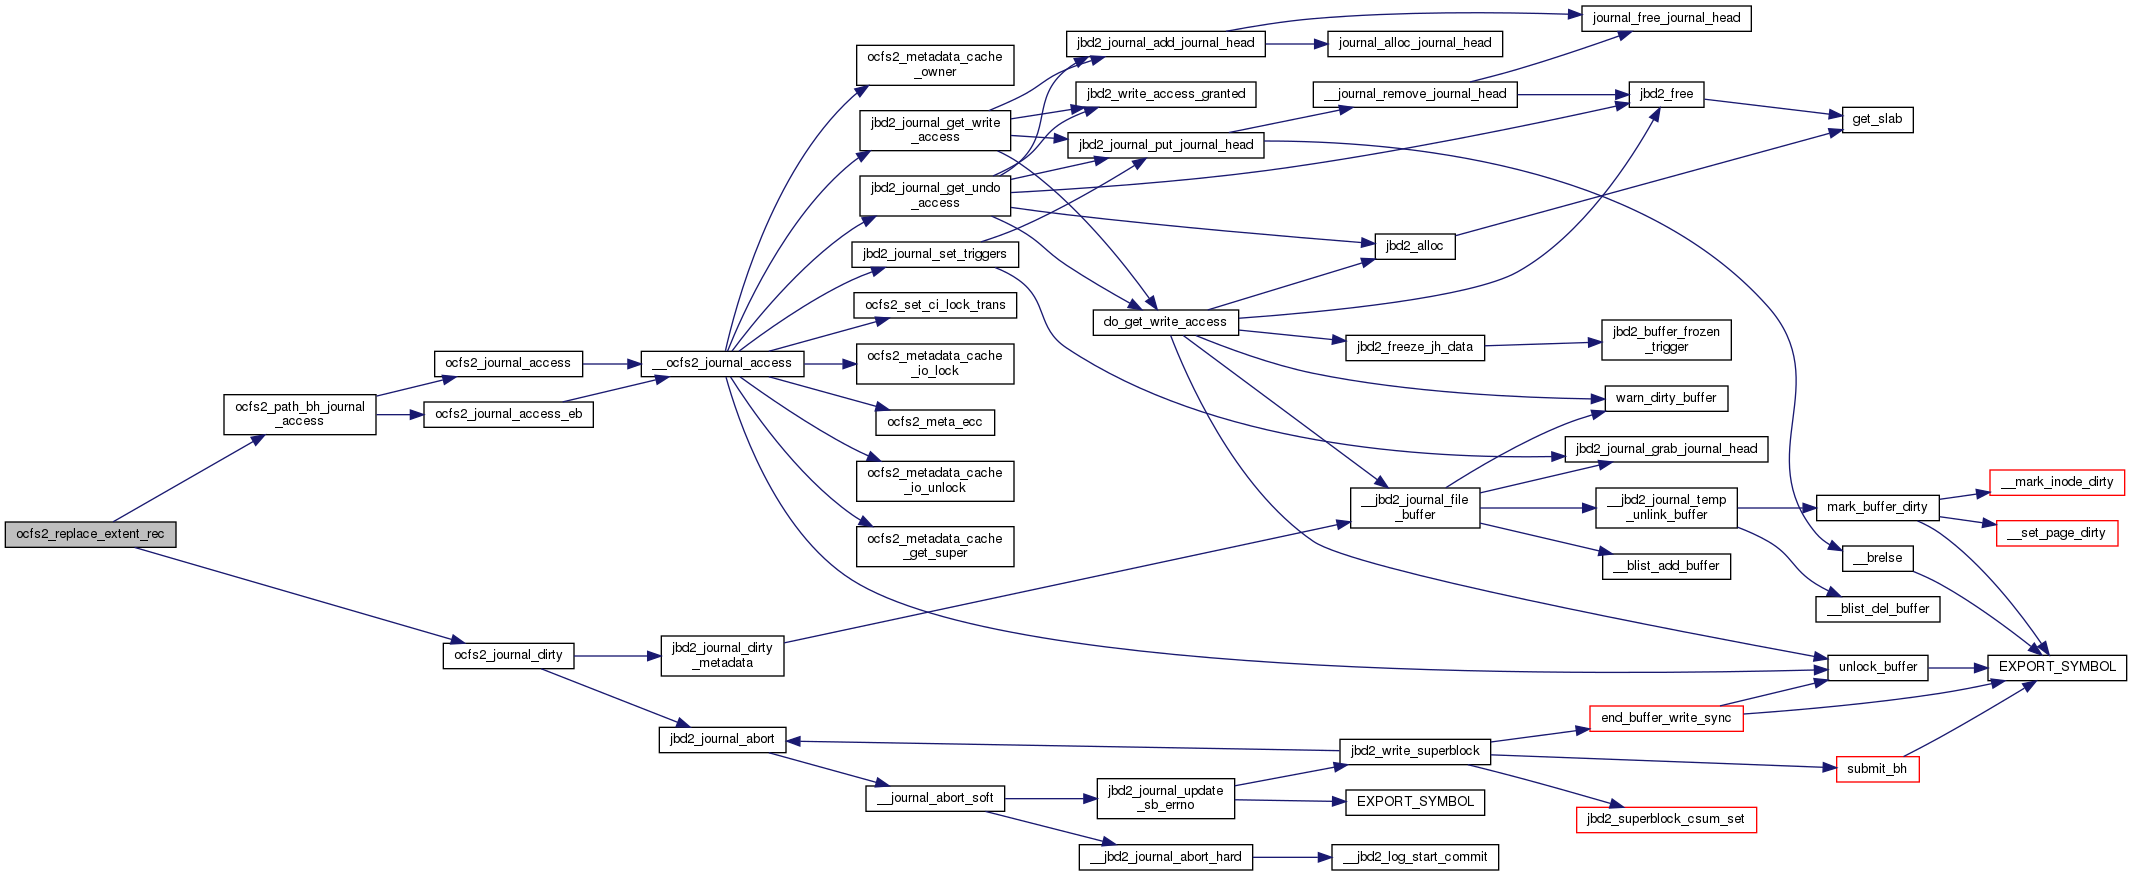 ocfs2_replace_extent_rec
ocfs2_path_bh_journal
_access
ocfs2_journal_dirty
ocfs2_journal_access
ocfs2_journal_access_eb
__ocfs2_journal_access
jbd2_journal_dirty
_metadata
jbd2_journal_abort
ocfs2_metadata_cache
_owner
jbd2_journal_get_write
_access
jbd2_journal_get_undo
_access
jbd2_journal_set_triggers
ocfs2_set_ci_lock_trans
ocfs2_metadata_cache
_io_lock
ocfs2_meta_ecc
ocfs2_metadata_cache
_io_unlock
ocfs2_metadata_cache
_get_super
__journal_abort_soft
jbd2_journal_add_journal_head
jbd2_write_access_granted
jbd2_journal_put_journal_head
do_get_write_access
jbd2_journal_update
_sb_errno
__jbd2_journal_abort_hard
journal_alloc_journal_head
__journal_remove_journal_head
jbd2_alloc
jbd2_freeze_jh_data
__jbd2_journal_file
_buffer
jbd2_write_superblock
EXPORT_SYMBOL
__jbd2_log_start_commit
journal_free_journal_head
jbd2_free
jbd2_buffer_frozen
_trigger
warn_dirty_buffer
jbd2_journal_grab_journal_head
__jbd2_journal_temp
_unlink_buffer
__blist_add_buffer
end_buffer_write_sync
jbd2_superblock_csum_set
get_slab
mark_buffer_dirty
__brelse
__blist_del_buffer
unlock_buffer
submit_bh
__mark_inode_dirty
__set_page_dirty
EXPORT_SYMBOL